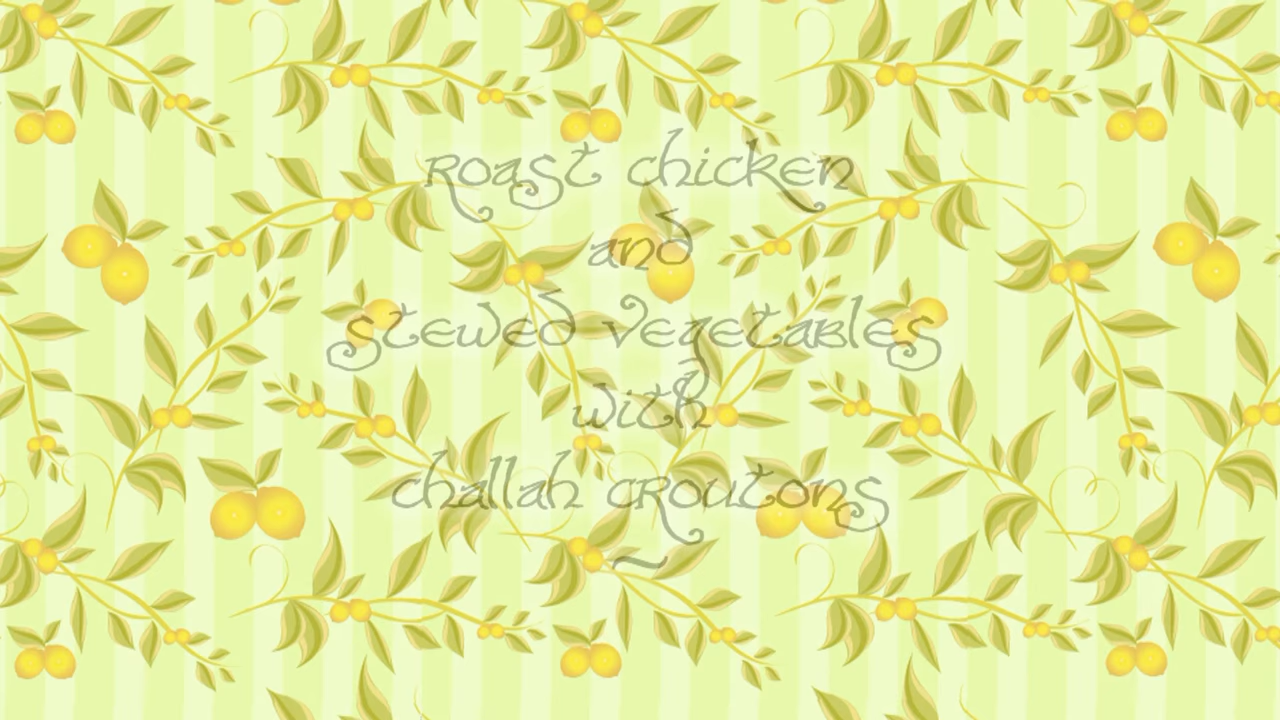 Roast chicken
and
stewed vegetables
with
challah croutons
~